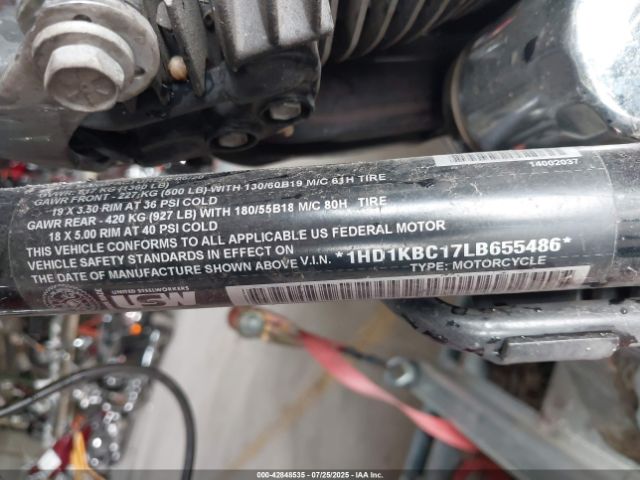 14002037
GAWR FRONT - 227 KG (500 LB) WITH 130/60B19 M/C 61H TIRE
19 X 3.50 RIM AT 36 PSI COLD
GAWR REAR - 420 KG (927 LB) WITH 180/55B18 M/C 80H TIRE
18 X 5.00 RIM AT 40 PSI COLD
THIS VEHICLE CONFORMS TO ALL APPLICABLE US FEDERAL MOTOR
VEHICLE SAFETY STANDARDS IN EFFECT ON
THE DATE OF MANUFACTURE SHOWN ABOVE V.I.N. *1HD1KBC17LB655486*
TYPE: MOTORCYCLE
UNITED STEELWORKERS
USW
000-42848535 - 07/25/2025 - IAA Inc.